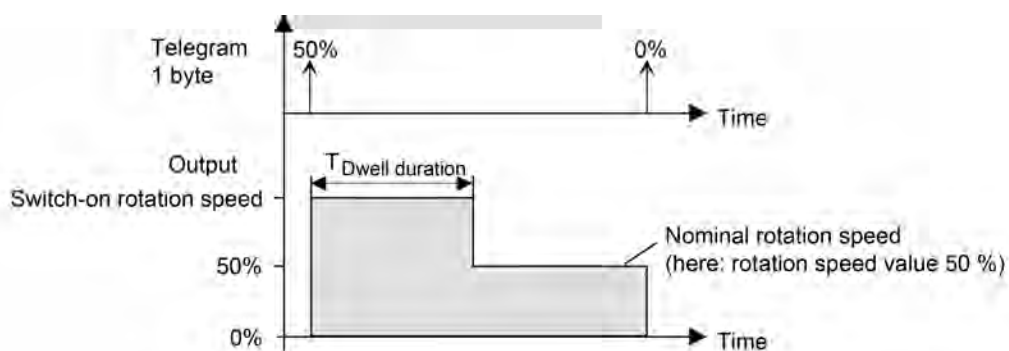 Telegram
1 byte
50%
0%
Time
Output
Switch-on rotation speed
T Dwell duration
50%
Nominal rotation speed
(here: rotation speed value 50 %)
0%
Time